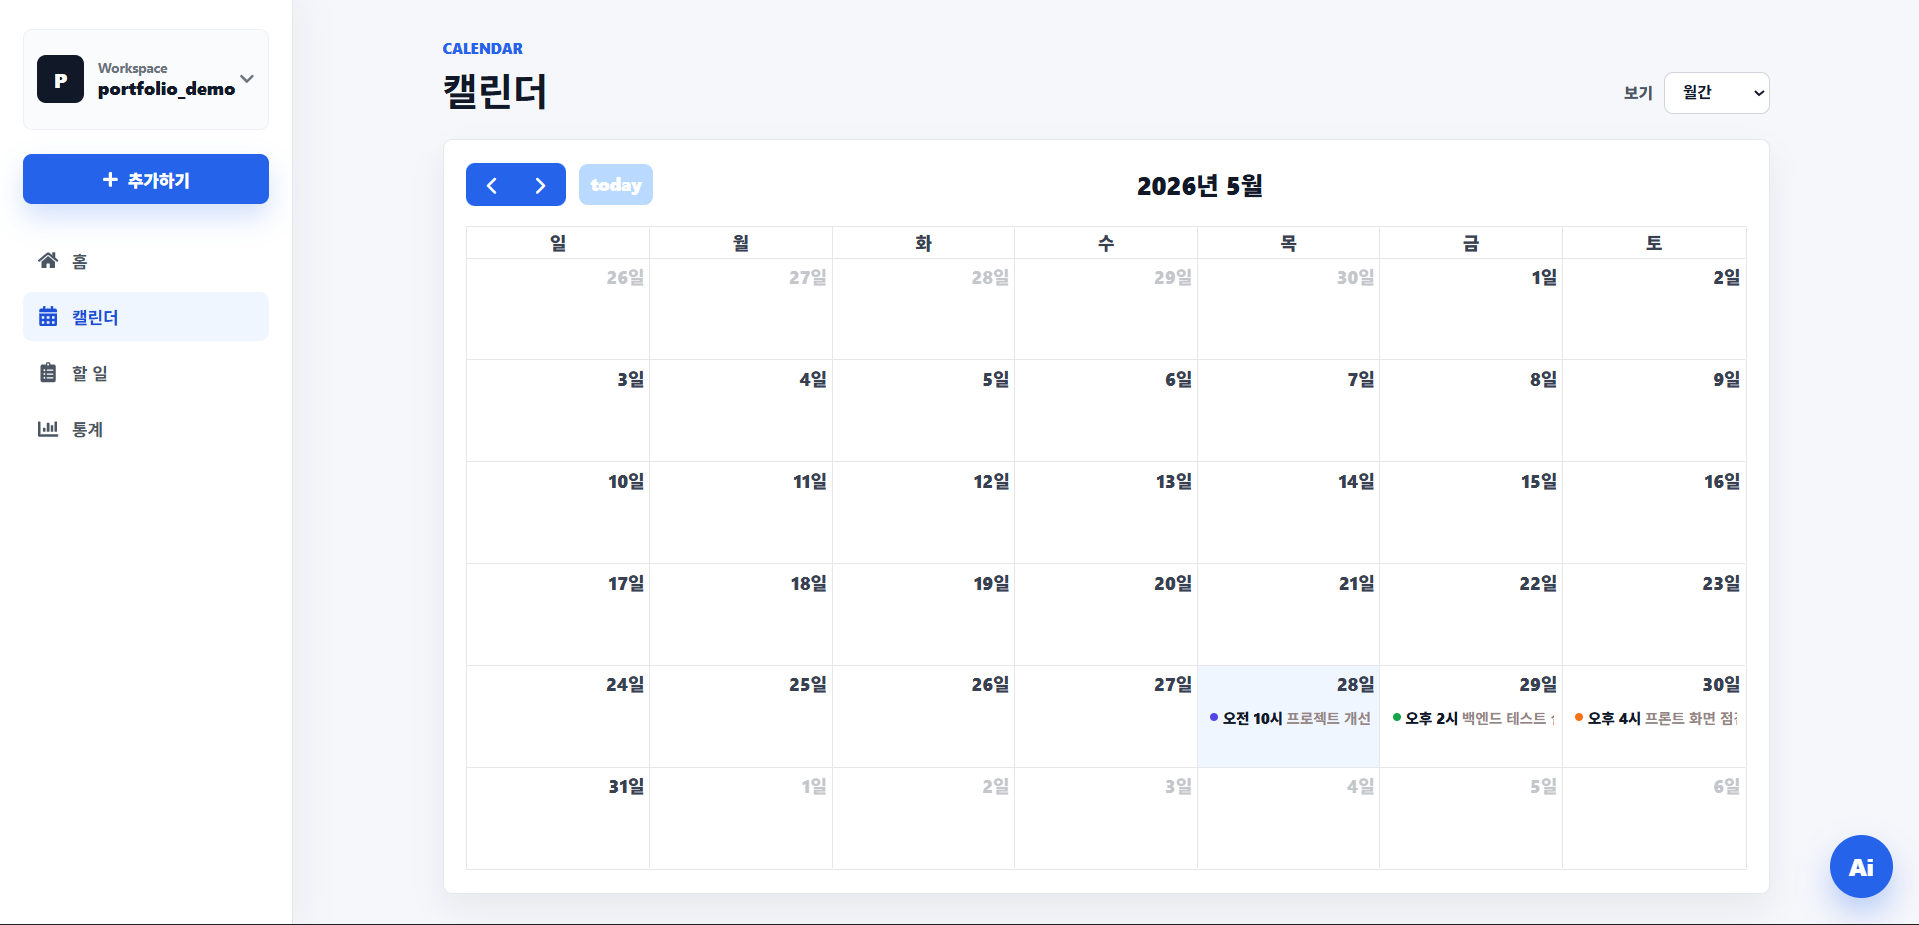 Workspace
P
portfolio_demo
+ 추가하기
홈
캘린더
할 일
통계
CALENDAR
캘린더
보기
월간
today
2026년 5월
일 월 화 수 목 금 토
26일 27일 28일 29일 30일 1일 2일
3일 4일 5일 6일 7일 8일 9일
10일 11일 12일 13일 14일 15일 16일
17일 18일 19일 20일 21일 22일 23일
24일 25일 26일 27일 28일 29일 30일
오전 10시 프로젝트 개선 오후 2시 백엔드 테스트 오후 4시 프론트 화면
31일 1일 2일 3일 4일 5일 6일
Ai